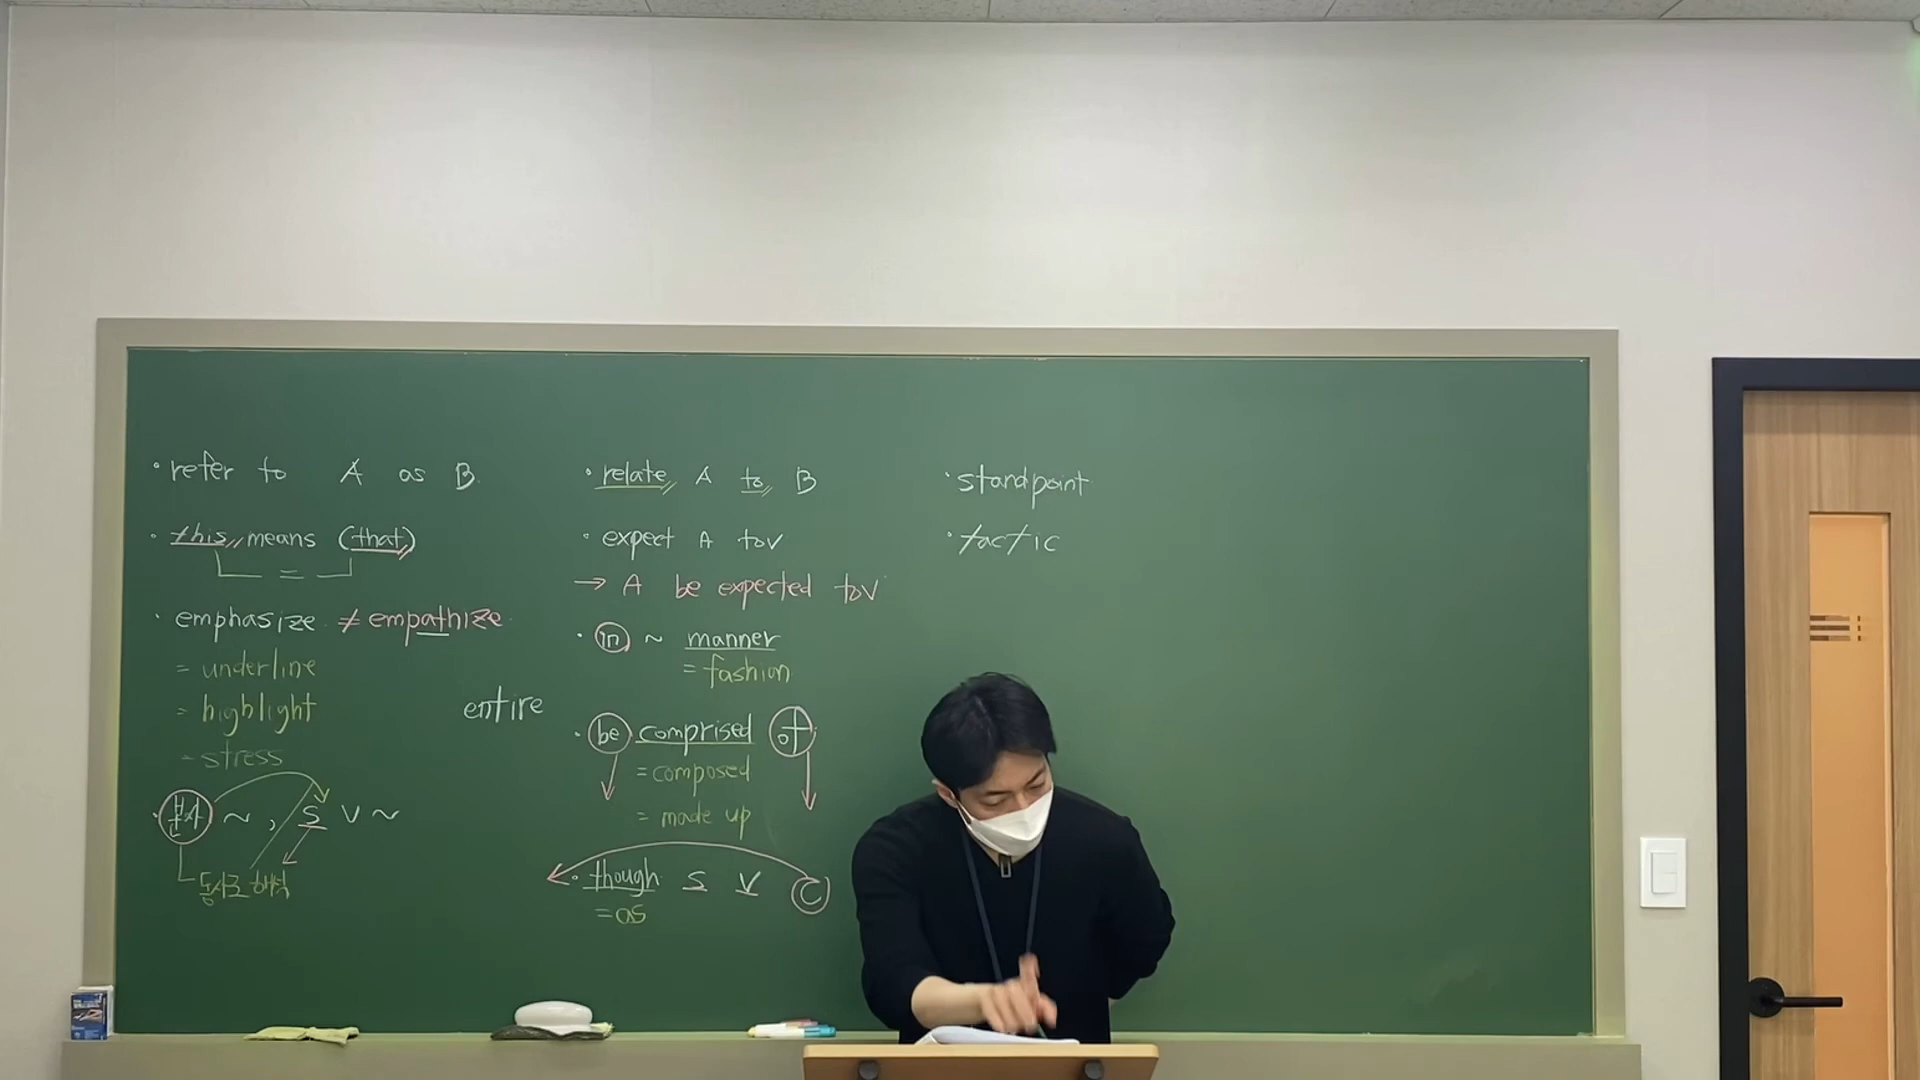 · refer to A as B
· this means (that)
=
· emphasize ≠ empathize
= underline
= highlight
= stress
· 분사 ~ , S V ~
동사로 해석
entire
· relate A to B
· expect A toV
→ A be expected toV
· in ~ manner
= fashion
· be comprised of
= composed
= made up
· though S V C
= as
· standpoint
· tactic